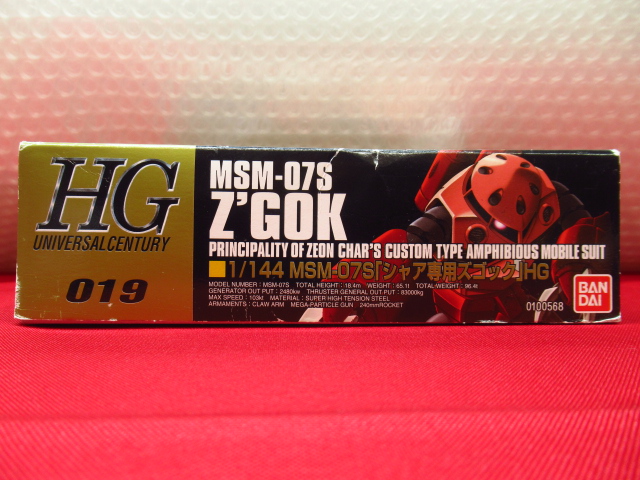 HG
UNIVERSALCENTURY
019
MSM-07S
Z'GOK
PRINCIPALITY OF ZEON CHAR'S CUSTOM TYPE AMPHIBIOUS MOBILE SUIT
1/144 MSM-07S「シャア専用ズゴック」HG
MODEL NUMBER : MSM-07S TOTAL HEIGHT : 18.4m WEIGHT : 65.1t TOTAL-WEIGHT : 96.4t
GENERATOR OUT PUT : 2480kw THRUSTER GENERAL OUT PUT : 83000kg
MAX SPEED : 103kt MATERIAL : SUPER HIGH TENSION STEEL
ARMAMENTS : CLAW ARM MEGA-PARTICLE GUN 240mmROCKET
0100568
BAN
DAI